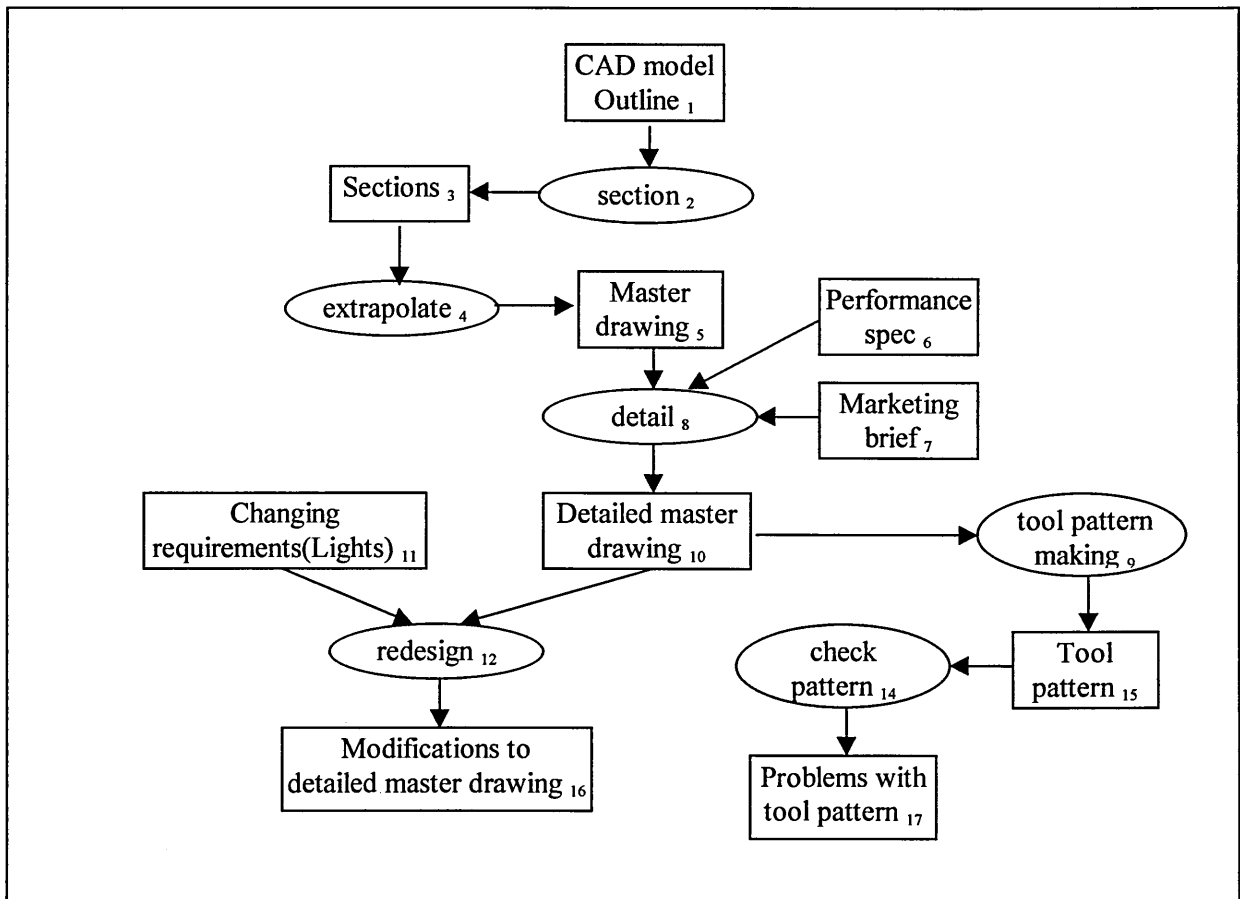 CAD model
Outline 1
Sections 3
section 2
extrapolate 4
Master
drawing 5
Performance
spec 6
detail 8
Marketing
brief 7
Changing
requirements(Lights) 11
Detailed master
drawing 10
tool pattern
making 9
redesign 12
check
pattern 14
Tool
pattern 15
Modifications to
detailed master drawing 16
Problems with
tool pattern 17